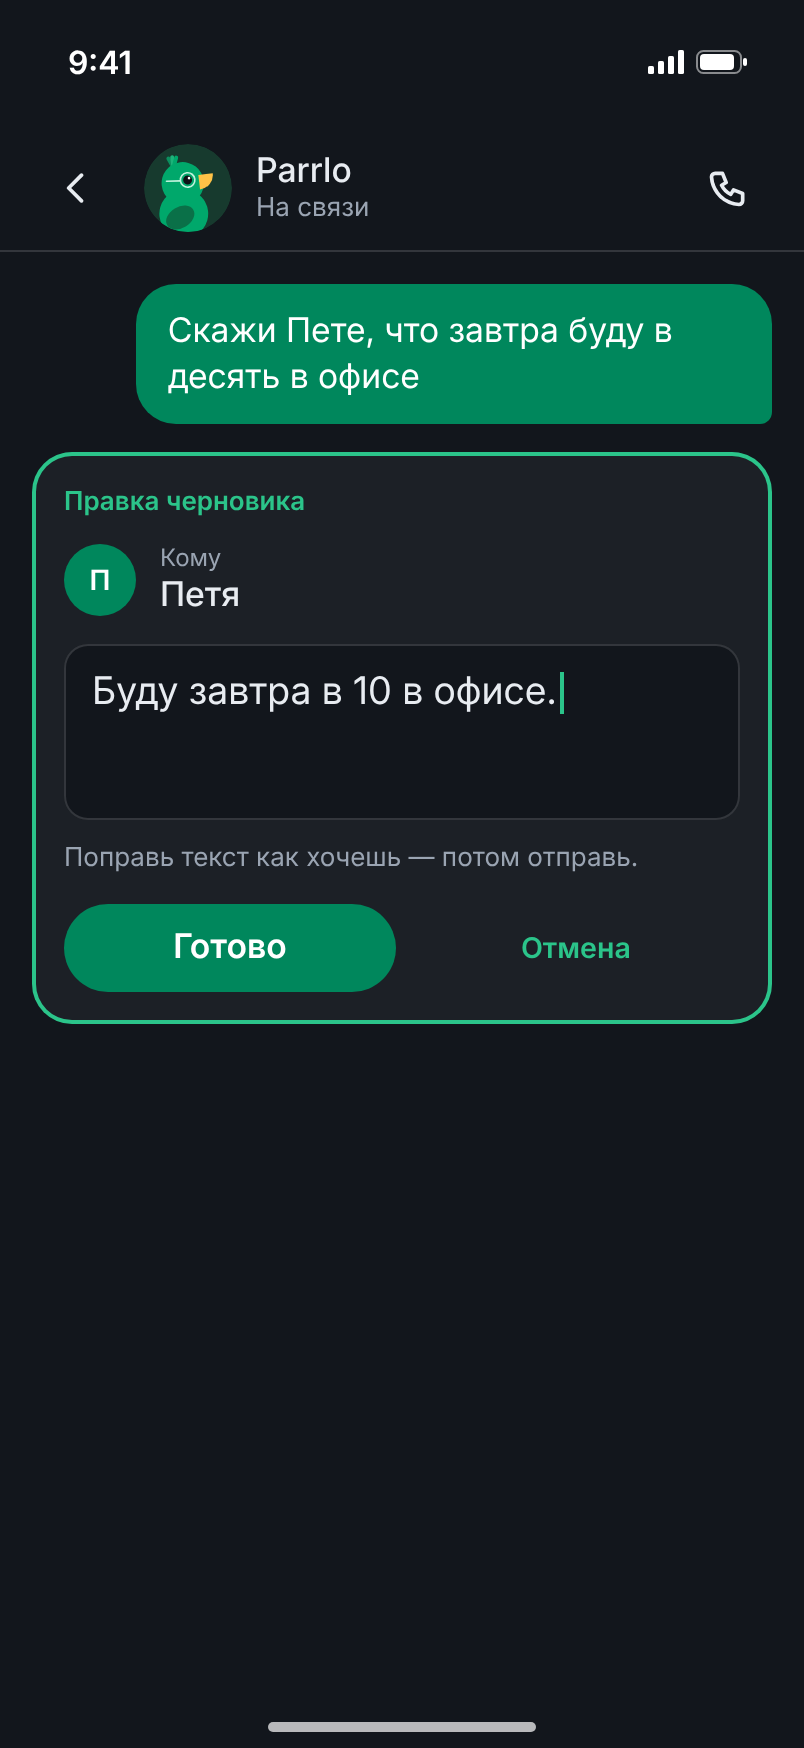 9:41
Parrlo
На связи
Скажи Пете, что завтра буду в
десять в офисе
Правка черновика
П
Кому
Петя
Буду завтра в 10 в офисе.
Поправь текст как хочешь — потом отправь.
Готово
Отмена